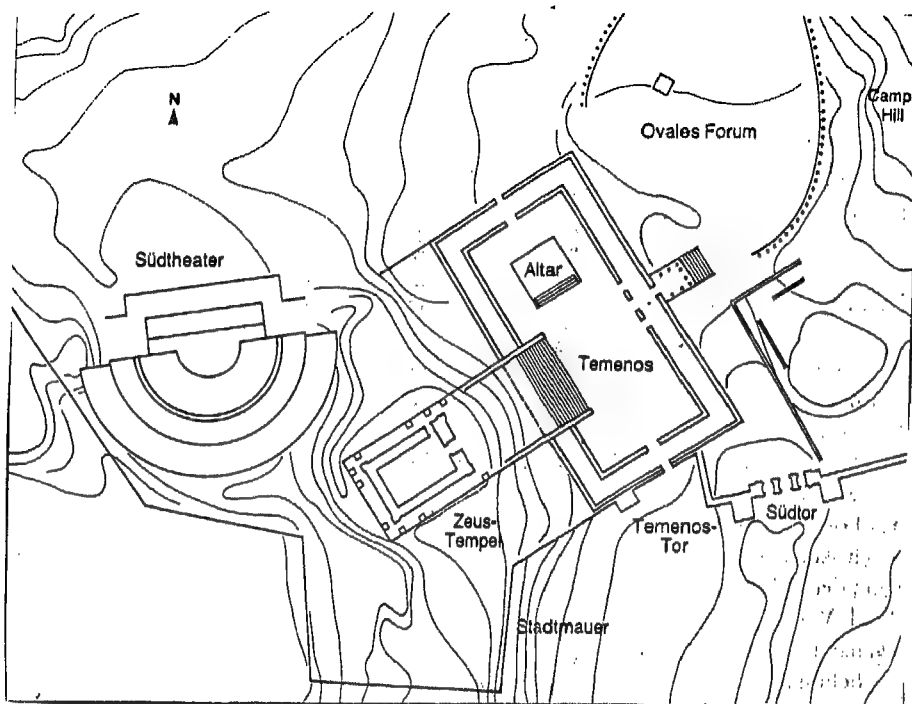 N
Camp
Hill
Ovales Forum
Südtheater
Altar
Temenos
Zeus-
Tempel
Temenos-
Tor
Südtor
Stadtmauer